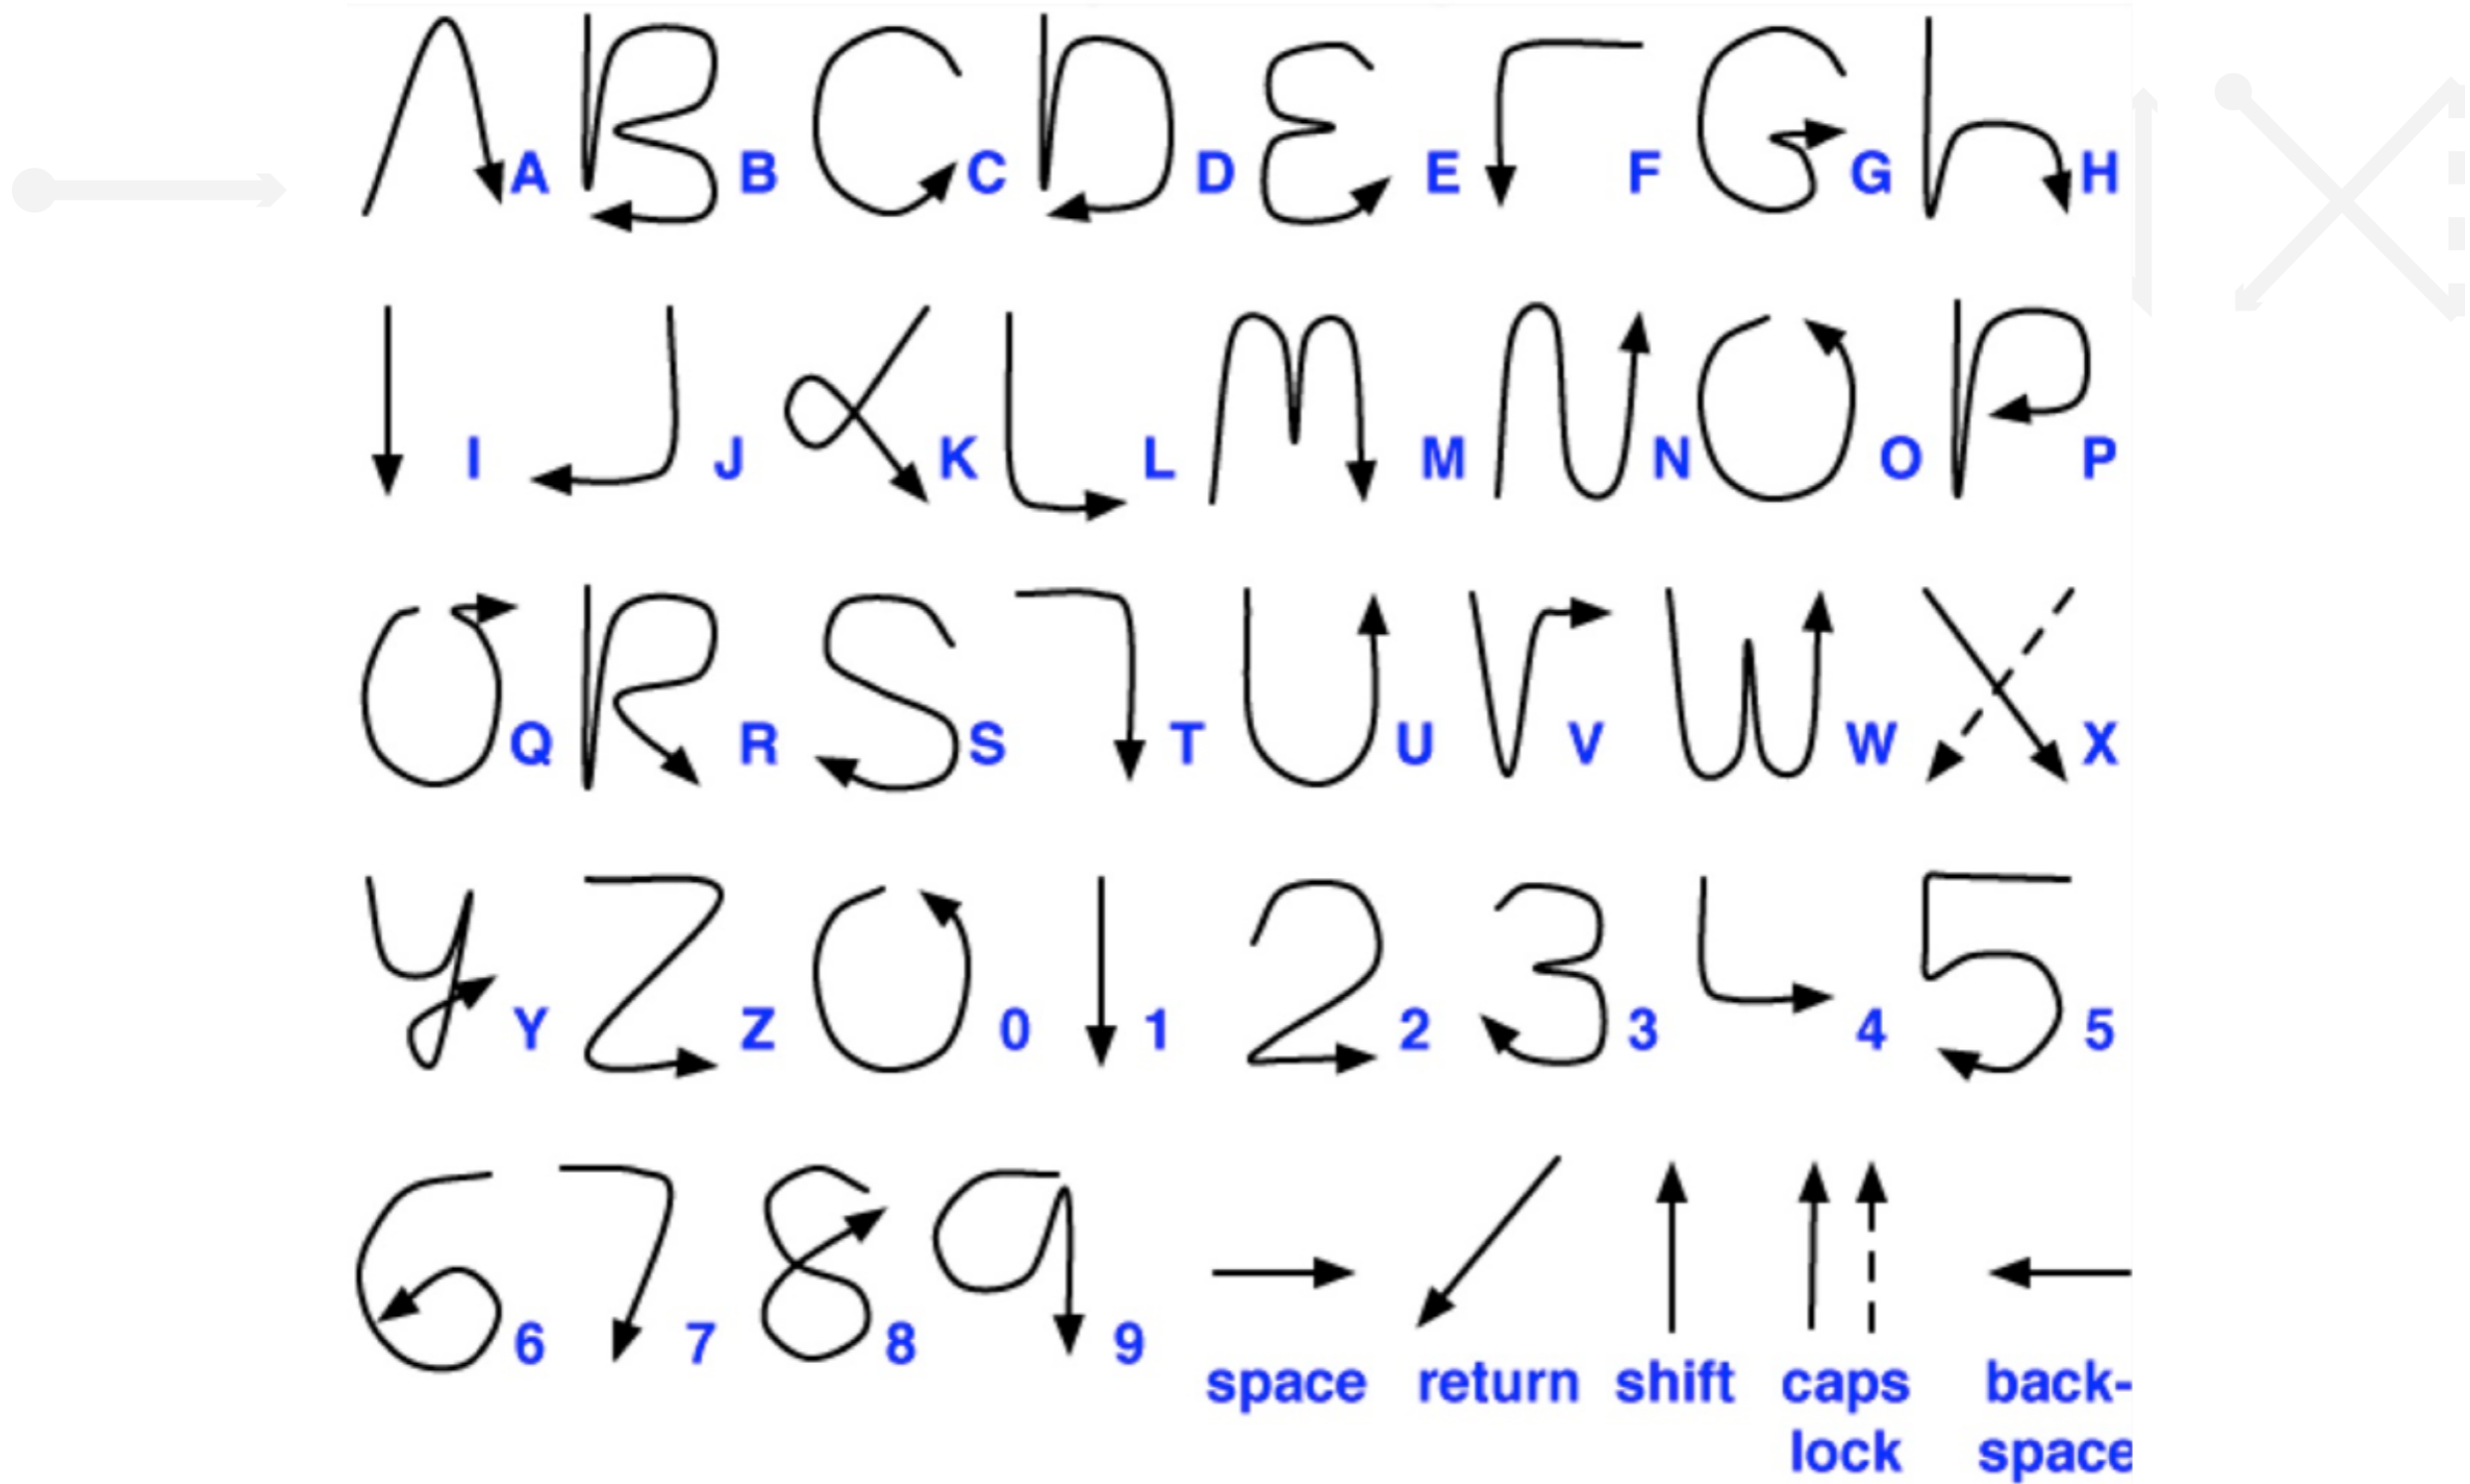 A B C D E F G H
I J K L M N O P
Q R S T U V W X
Y Z 0 1 2 3 4 5
6 7 8 9 space return shift caps lock back-space